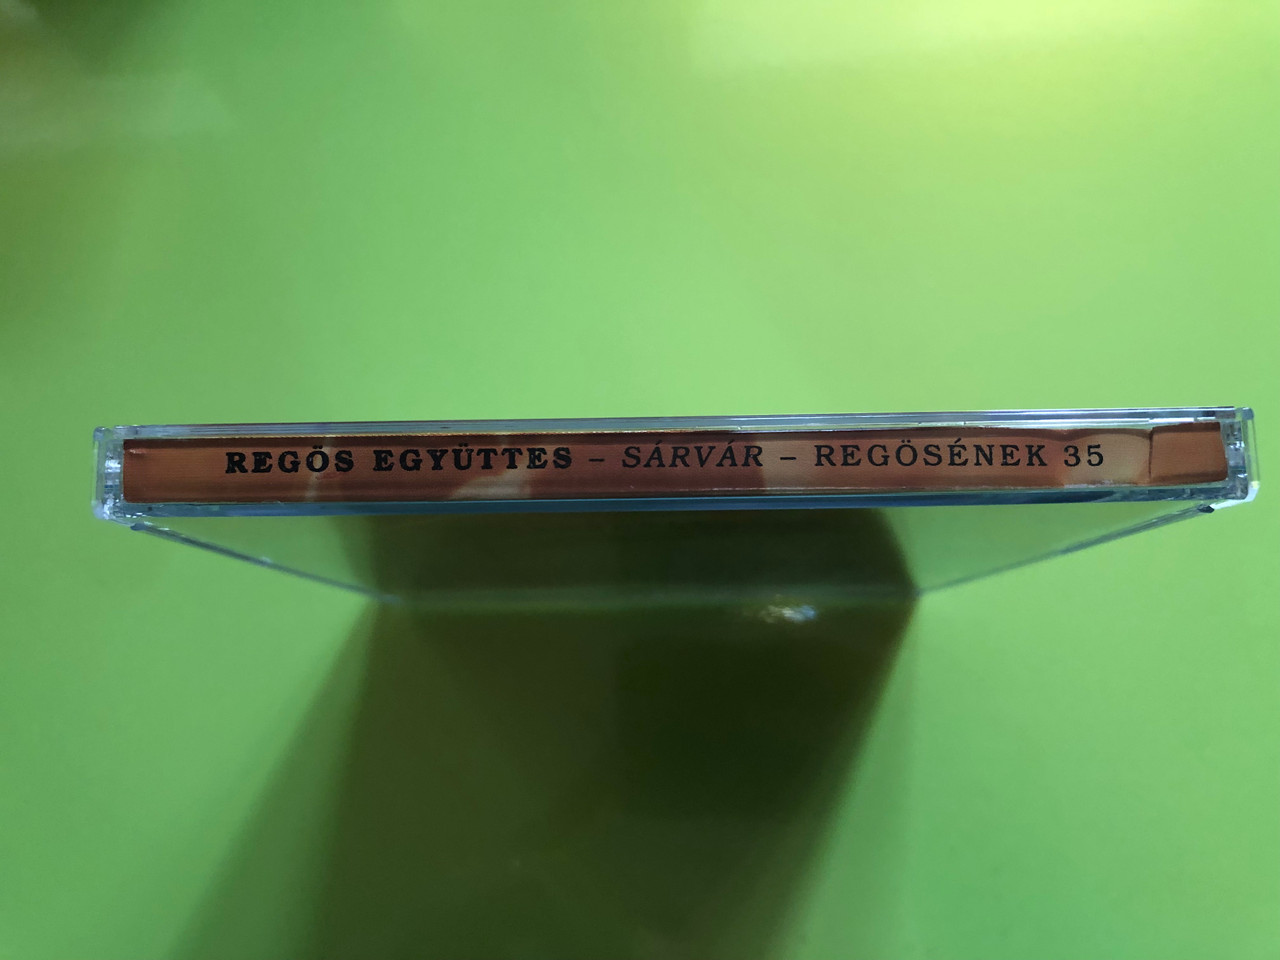 REGÖS EGYÜTTES – SÁRVÁR – REGÖSÉNEK 35